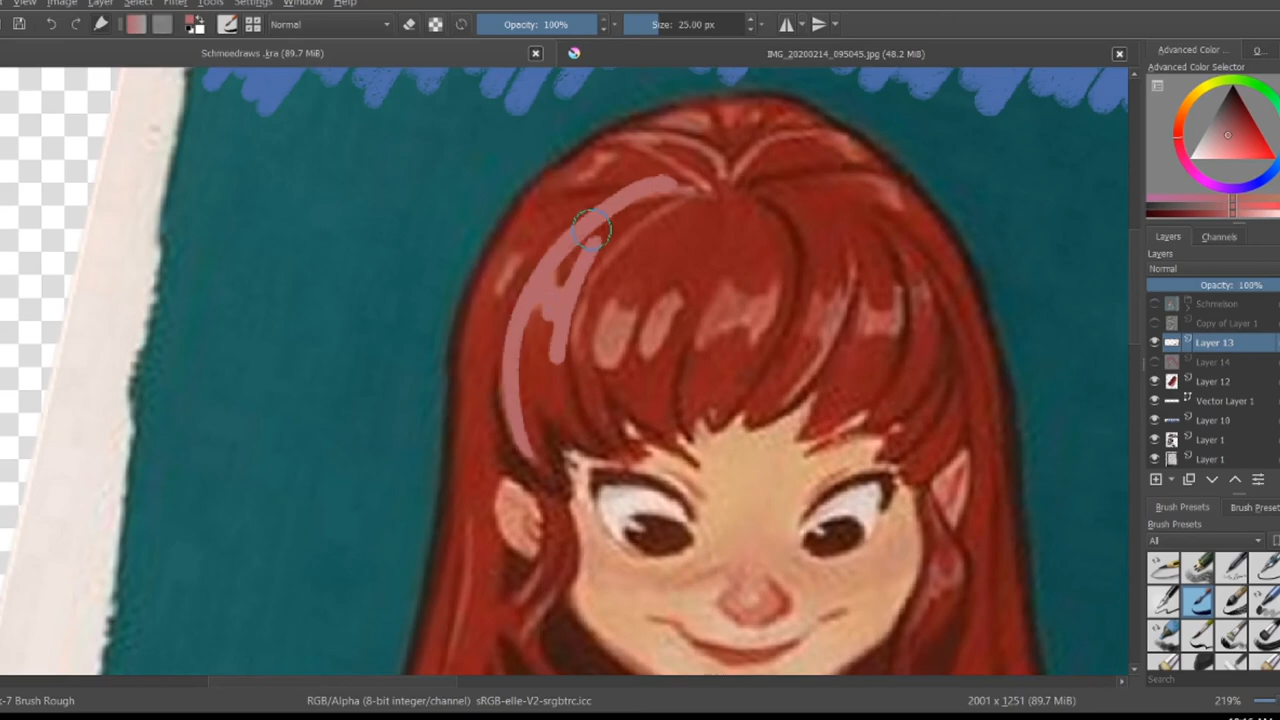 View Image Layer Select Filter Tools Settings Window Help
Normal Opacity: 100% Size: 25.00 px
Schmoedraws .kra (89.7 MiB) IMG_20200214_095045.jpg (48.2 MiB)
Advanced Color ...
Advanced Color Selector
Layers Channels
Layers
Normal
Opacity: 100%
Schmeison
Copy of Layer 1
Layer 13
Layer 14
Layer 12
Vector Layer 1
Layer 10
Layer 1
Layer 1
Brush Presets Brush Preset
Brush Presets
All
Search
k-7 Brush Rough RGB/Alpha (8-bit integer/channel) sRGB-elle-V2-srgbtrc.icc 2001 x 1251 (89.7 MiB) 219%